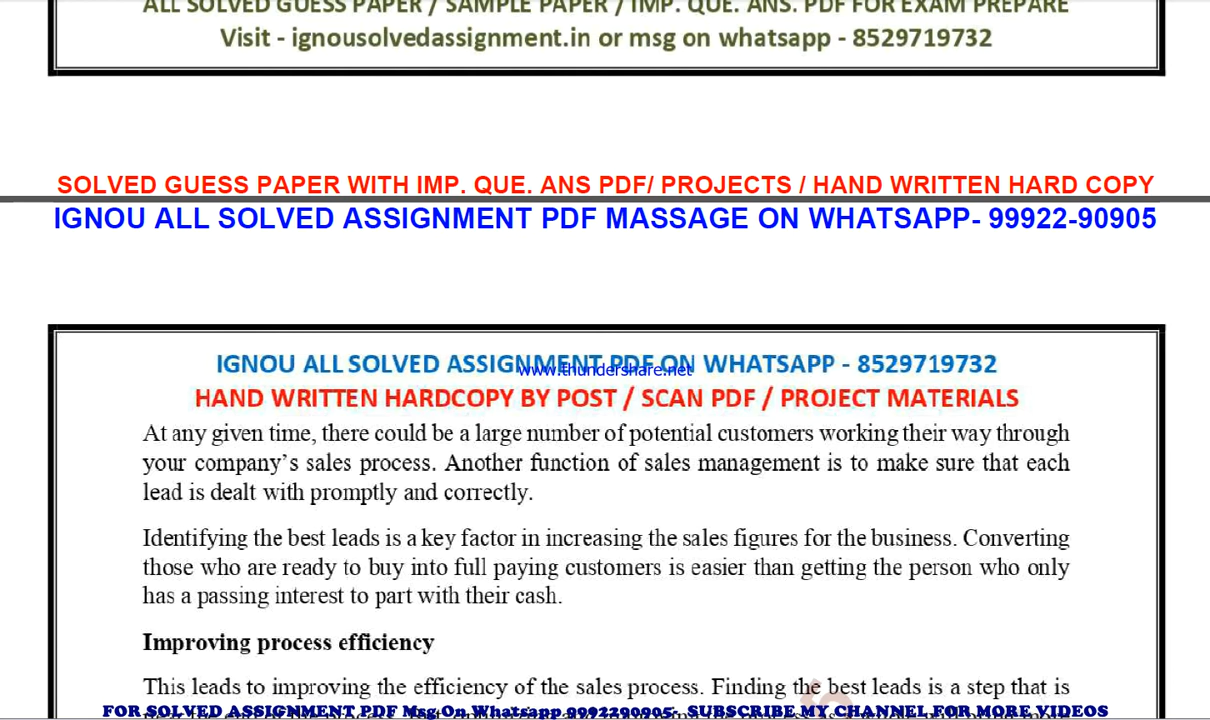 ALL SOLVED GUESS PAPER / SAMPLE PAPER / IMP. QUE. ANS. PDF FOR EXAM PREPARE
Visit - ignousolvedassignment.in or msg on whatsapp - 8529719732
SOLVED GUESS PAPER WITH IMP. QUE. ANS PDF/ PROJECTS / HAND WRITTEN HARD COPY
IGNOU ALL SOLVED ASSIGNMENT PDF MASSAGE ON WHATSAPP- 99922-90905
IGNOU ALL SOLVED ASSIGNMENT PDF ON WHATSAPP - 8529719732
www.thundershare.net
HAND WRITTEN HARDCOPY BY POST / SCAN PDF / PROJECT MATERIALS
At any given time, there could be a large number of potential customers working their way through
your company's sales process. Another function of sales management is to make sure that each
lead is dealt with promptly and correctly.
Identifying the best leads is a key factor in increasing the sales figures for the business. Converting
those who are ready to buy into full paying customers is easier than getting the person who only
has a passing interest to part with their cash.
Improving process efficiency
This leads to improving the efficiency of the sales process. Finding the best leads is a step that is
FOR SOLVED ASSIGNMENT PDF Msg On Whatsapp 9992290905- SUBSCRIBE MY CHANNEL FOR MORE VIDEOS